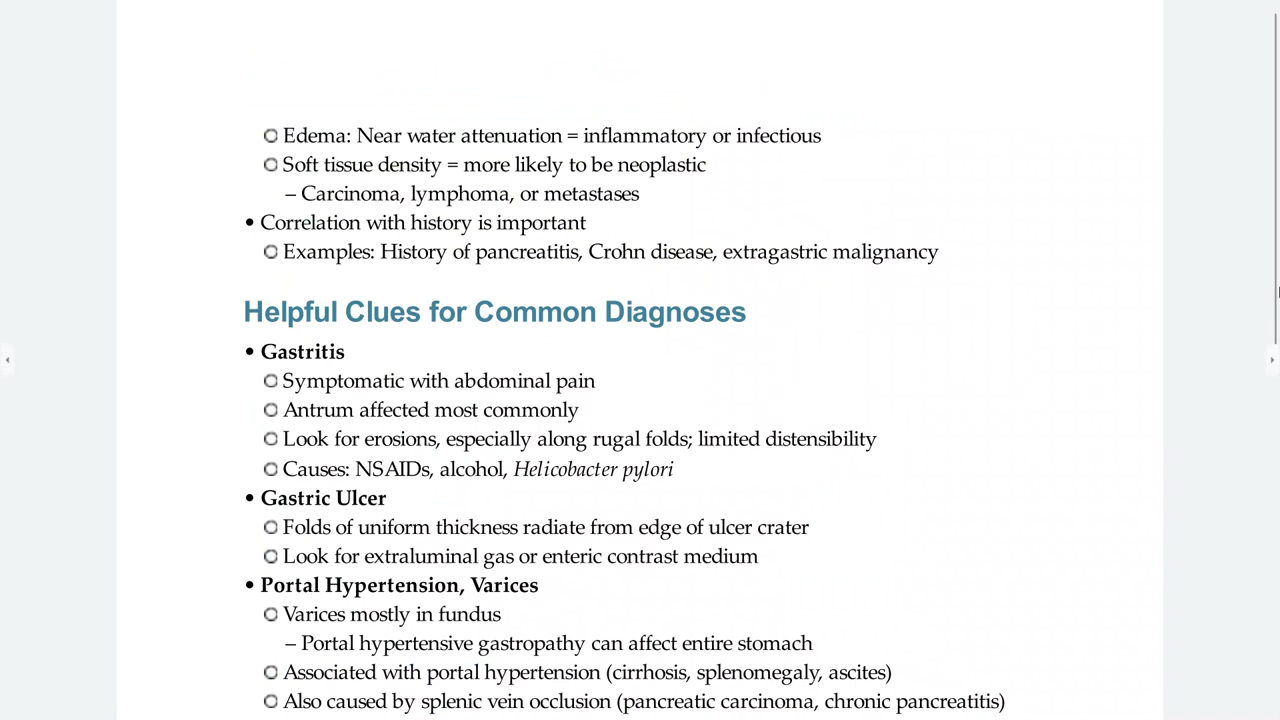 ○ Edema: Near water attenuation = inflammatory or infectious
○ Soft tissue density = more likely to be neoplastic
– Carcinoma, lymphoma, or metastases
• Correlation with history is important
○ Examples: History of pancreatitis, Crohn disease, extragastric malignancy
Helpful Clues for Common Diagnoses
• Gastritis
○ Symptomatic with abdominal pain
○ Antrum affected most commonly
○ Look for erosions, especially along rugal folds; limited distensibility
○ Causes: NSAIDs, alcohol, Helicobacter pylori
• Gastric Ulcer
○ Folds of uniform thickness radiate from edge of ulcer crater
○ Look for extraluminal gas or enteric contrast medium
• Portal Hypertension, Varices
○ Varices mostly in fundus
– Portal hypertensive gastropathy can affect entire stomach
○ Associated with portal hypertension (cirrhosis, splenomegaly, ascites)
○ Also caused by splenic vein occlusion (pancreatic carcinoma, chronic pancreatitis)